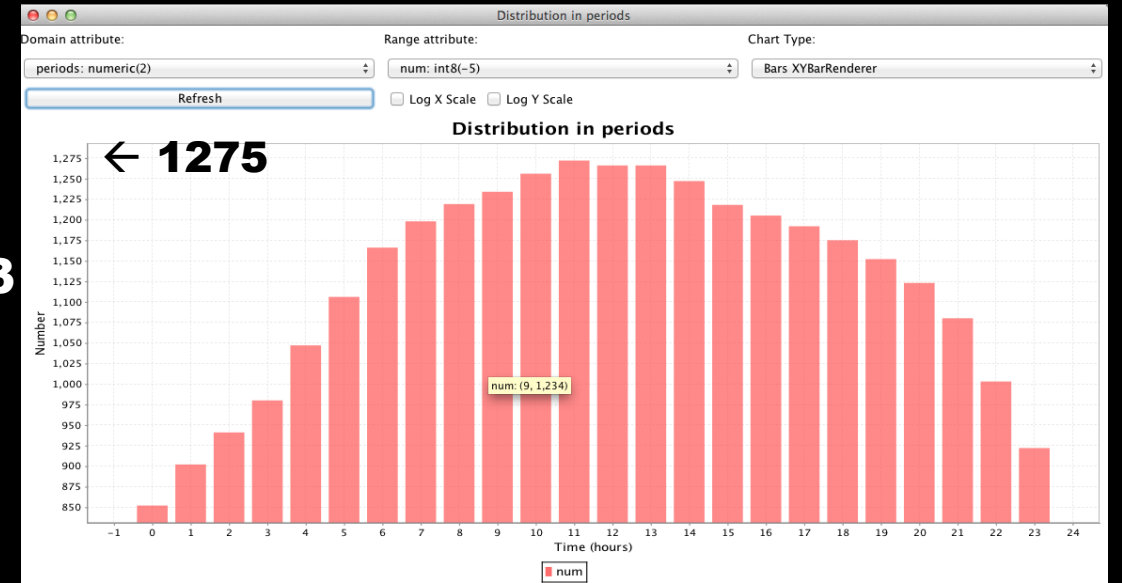 Distribution in periods
Domain attribute:
Range attribute:
Chart Type:
periods: numeric(2)
num: int8(-5)
Bars XYBarRenderer
Refresh
Log X Scale
Log Y Scale
Distribution in periods
← 1275
1,275
1,250
1,225
1,200
1,175
1,150
1,125
1,100
1,075
1,050
1,025
1,000
975
950
925
900
875
850
Number
num: (9, 1,234)
-1 0 1 2 3 4 5 6 7 8 9 10 11 12 13 14 15 16 17 18 19 20 21 22 23 24
Time (hours)
num